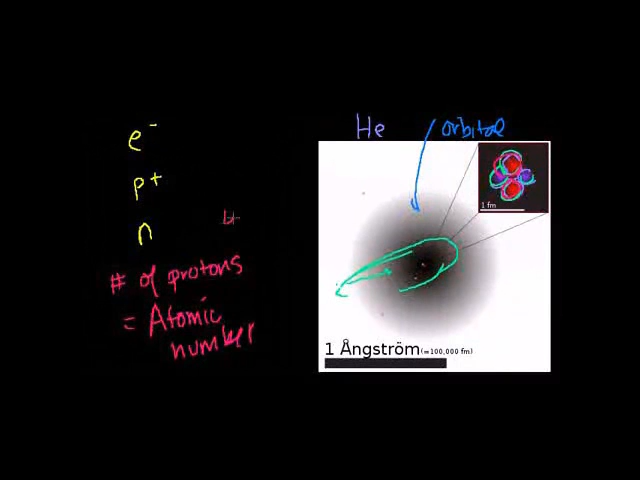 e⁻
p+
n
# of protons
= Atomic
number
He
orbital
1 fm
1 Ångström (=100,000 fm)